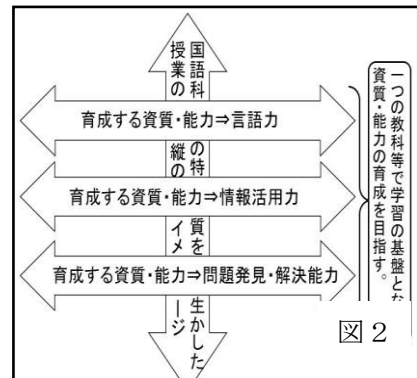 国語科の特質を生かした
授業の縦のイメージ
育成する資質・能力⇒言語力
育成する資質・能力⇒情報活用力
育成する資質・能力⇒問題発見・解決能力
一つの教科等で学習の基盤とな
資質・能力の育成を目指す。
図２